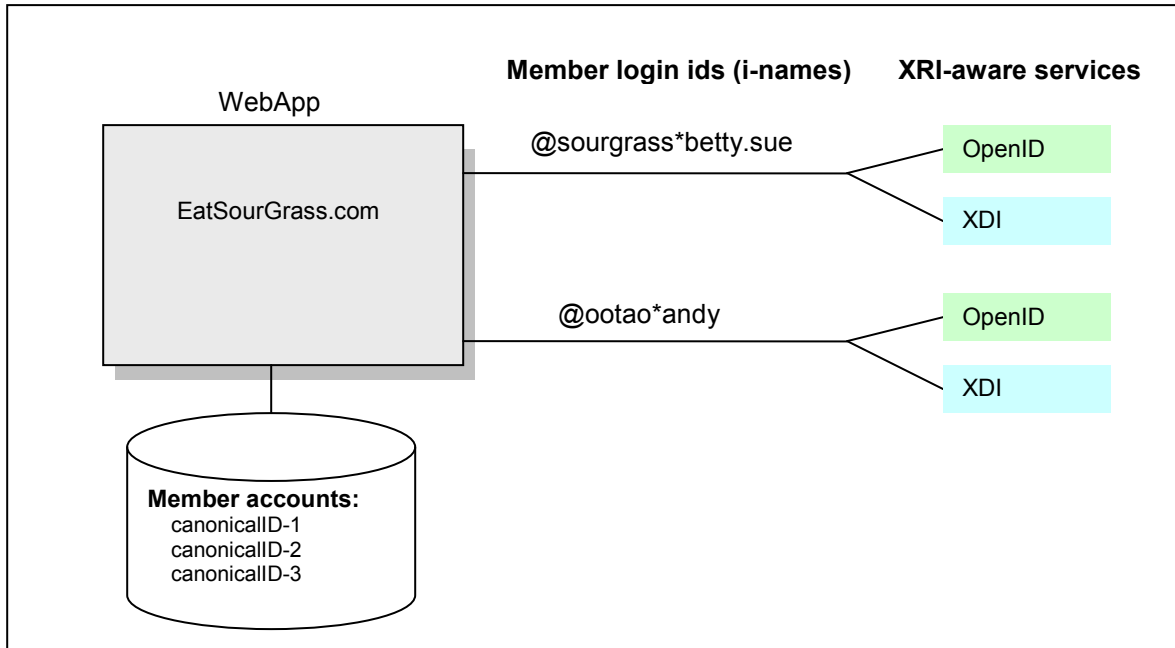 Member login ids (i-names)
XRI-aware services
WebApp
@sourgrass*betty.sue
OpenID
EatSourGrass.com
XDI
@ootao*andy
OpenID
XDI
Member accounts:
canonicalID-1
canonicalID-2
canonicalID-3